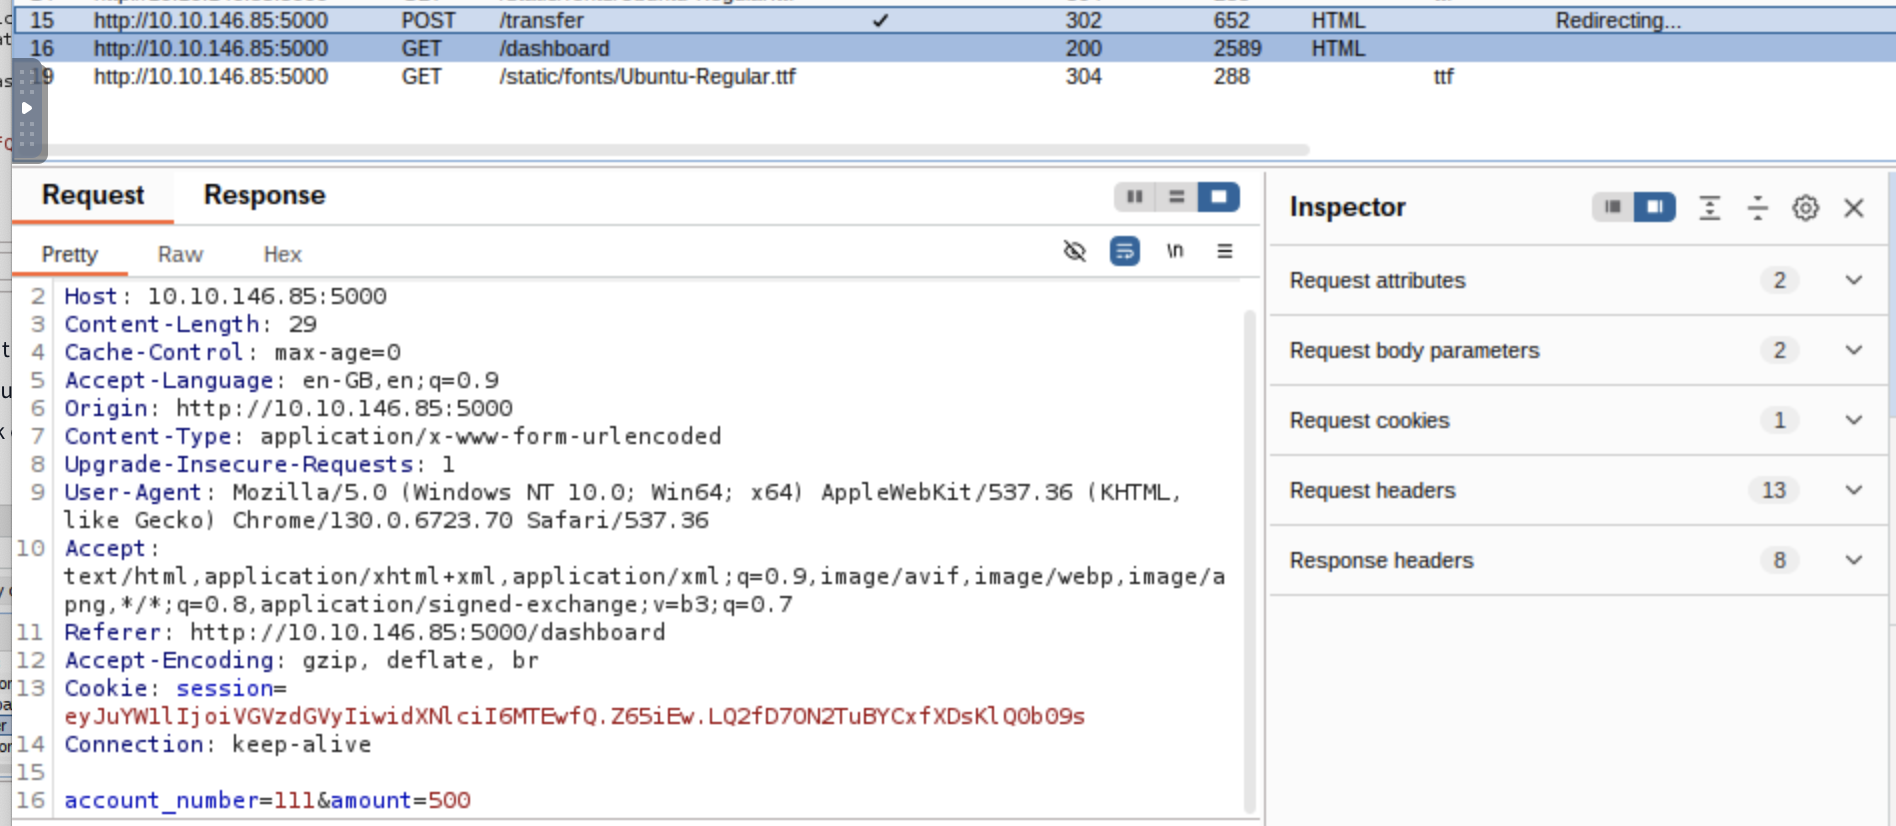 15 http://10.10.146.85:5000 POST /transfer ✓ 302 652 HTML Redirecting...
16 http://10.10.146.85:5000 GET /dashboard 200 2589 HTML
19 http://10.10.146.85:5000 GET /static/fonts/Ubuntu-Regular.ttf 304 288 ttf
Request Response
Inspector
Pretty Raw Hex
\n
Request attributes 2
Request body parameters 2
Request cookies 1
Request headers 13
Response headers 8
2 Host: 10.10.146.85:5000
3 Content-Length: 29
4 Cache-Control: max-age=0
5 Accept-Language: en-GB,en;q=0.9
6 Origin: http://10.10.146.85:5000
7 Content-Type: application/x-www-form-urlencoded
8 Upgrade-Insecure-Requests: 1
9 User-Agent: Mozilla/5.0 (Windows NT 10.0; Win64; x64) AppleWebKit/537.36 (KHTML,
like Gecko) Chrome/130.0.6723.70 Safari/537.36
10 Accept:
text/html,application/xhtml+xml,application/xml;q=0.9,image/avif,image/webp,image/a
png,*/*;q=0.8,application/signed-exchange;v=b3;q=0.7
11 Referer: http://10.10.146.85:5000/dashboard
12 Accept-Encoding: gzip, deflate, br
13 Cookie: session=
eyJuYW1lIjoiVGVzdGVyIiwidXNlciI6MTEwfQ.Z65iEw.LQ2fD7ON2TuBYCxfXDsKlQ0b09s
14 Connection: keep-alive
15
16 account_number=111&amount=500